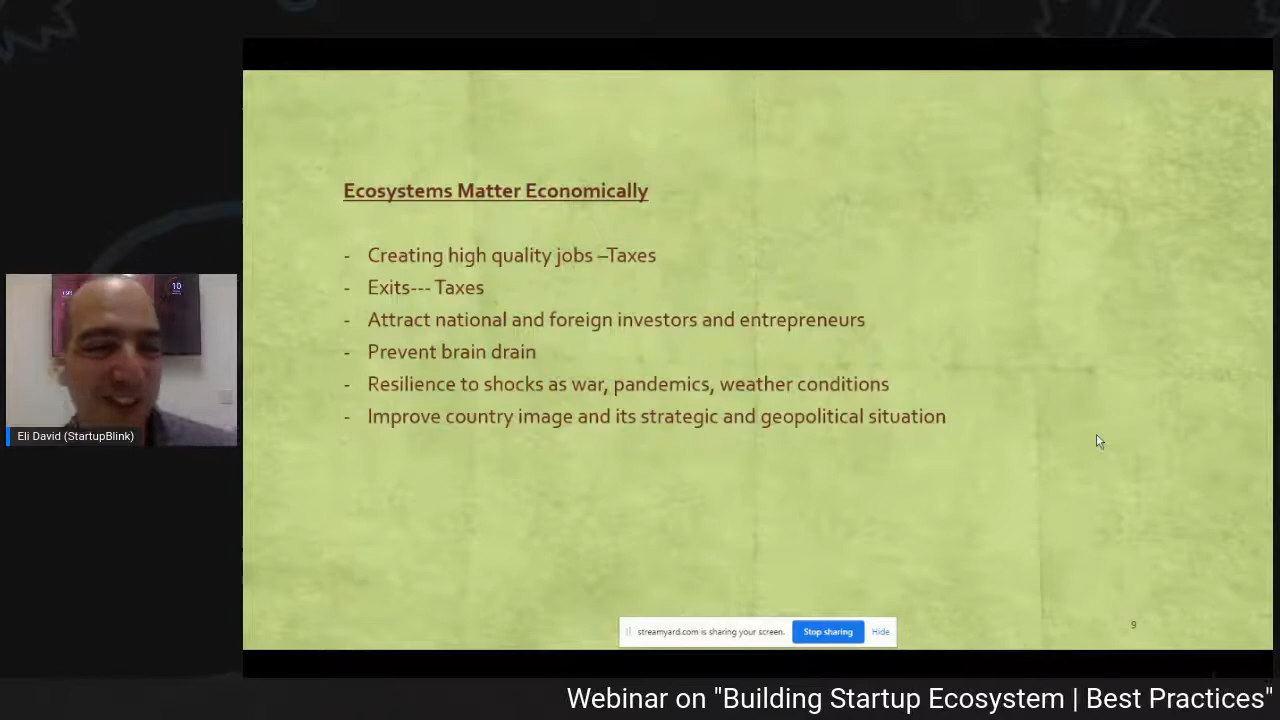 Ecosystems Matter Economically
- Creating high quality jobs –Taxes
- Exits--- Taxes
- Attract national and foreign investors and entrepreneurs
- Prevent brain drain
- Resilience to shocks as war, pandemics, weather conditions
- Improve country image and its strategic and geopolitical situation
10
Eli David (StartupBlink)
streamyard.com is sharing your screen. Stop sharing Hide
9
Webinar on "Building Startup Ecosystem | Best Practices"